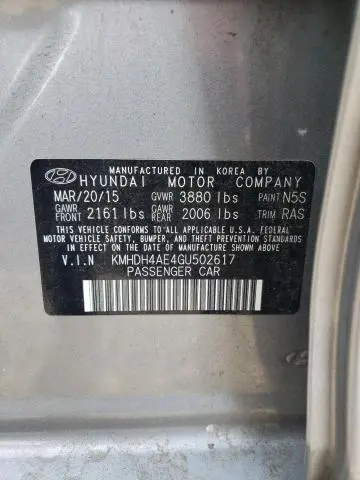 MANUFACTURED IN KOREA BY
HYUNDAI MOTOR COMPANY
MAR/20/15 GVWR 3880 lbs PAINT N5S
GAWR FRONT 2161 lbs GAWR REAR 2006 lbs TRIM RAS
THIS VEHICLE CONFORMS TO ALL APPLICABLE U.S.A. FEDERAL
MOTOR VEHICLE SAFETY, BUMPER, AND THEFT PREVENTION
STANDARDS IN EFFECT ON THE DATE OF MANUFACTURE SHOWN ABOVE.
V.I.N KMHDH4AE4GU502617
PASSENGER CAR